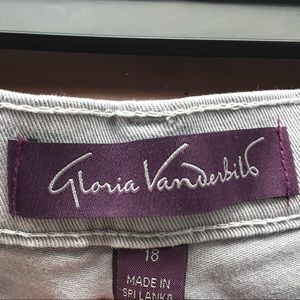 Gloria Vanderbilt
18
MADE IN
SRI LANKA